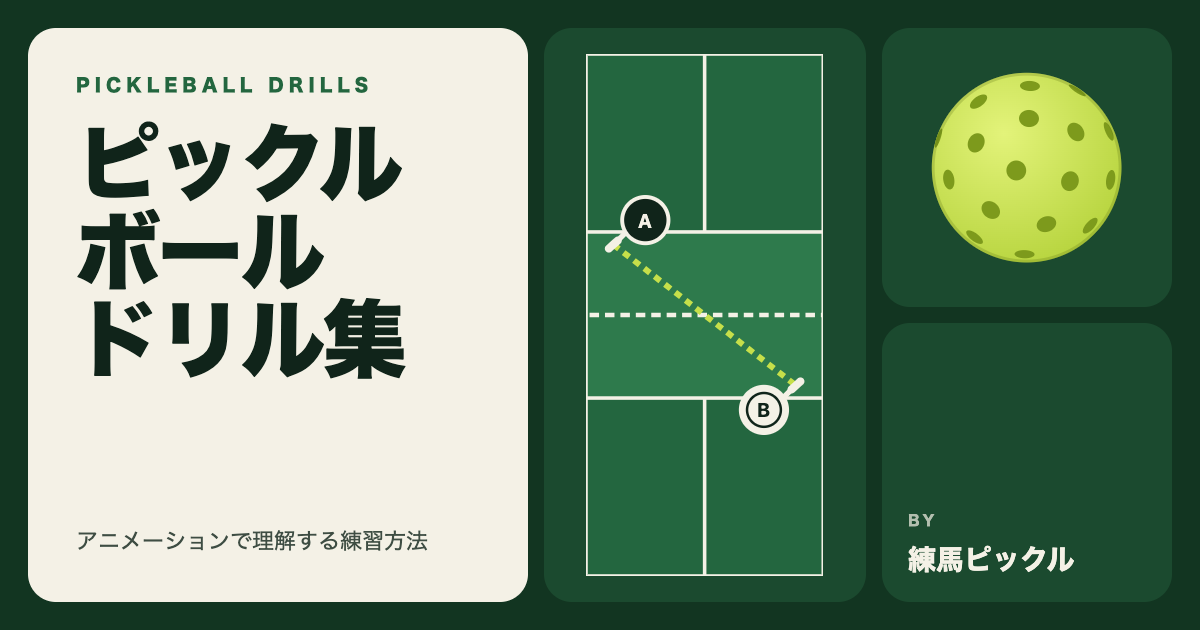 PICKLEBALL DRILLS
ピックル
ボール
ドリル集
アニメーションで理解する練習方法
A
B
BY
練馬ピックル